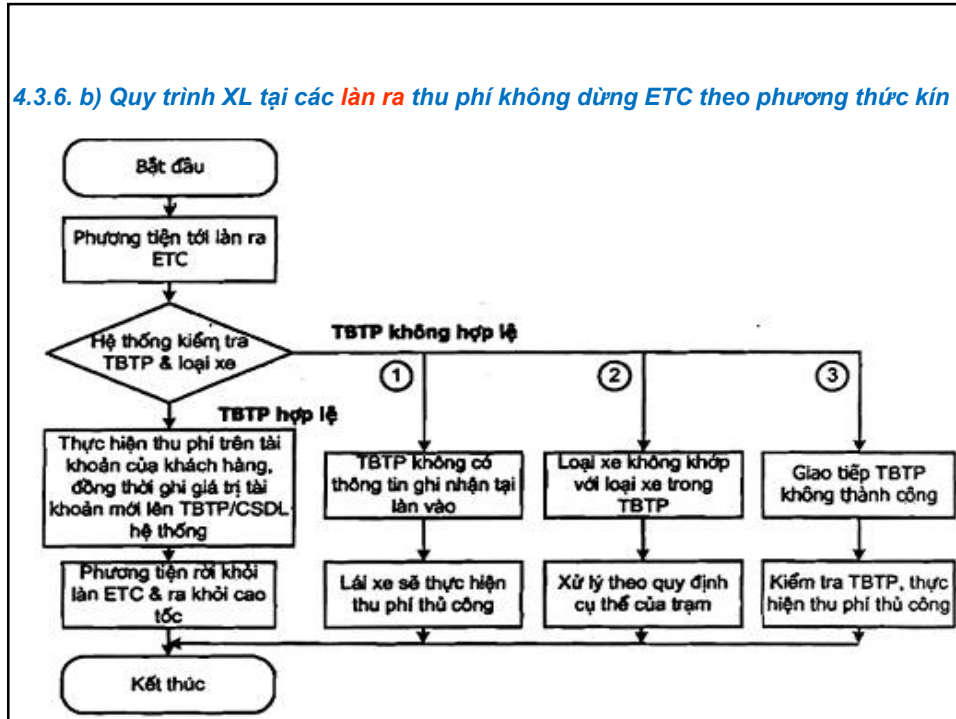 4.3.6. b) Quy trình XL tại các làn ra thu phí không dừng ETC theo phương thức kín
Bắt đầu
Phương tiện tới làn ra
ETC
Hệ thống kiểm tra
TBTP & loại xe
TBTP không hợp lệ
1
2
3
TBTP hợp lệ
Thực hiện thu phí trên tài
khoản của khách hàng,
đồng thời ghi giá trị tài
khoản mới lên TBTP/CSDL
hệ thống
TBTP không có
thông tin ghi nhận tại
làn vào
Loại xe không khớp
với loại xe trong
TBTP
Giao tiếp TBTP
không thành công
Phương tiện rời khỏi
làn ETC & ra khỏi cao
tốc
Lái xe sẽ thực hiện
thu phí thủ công
Xử lý theo quy định
cụ thể của trạm
Kiểm tra TBTP, thực
hiện thu phí thủ công
Kết thúc